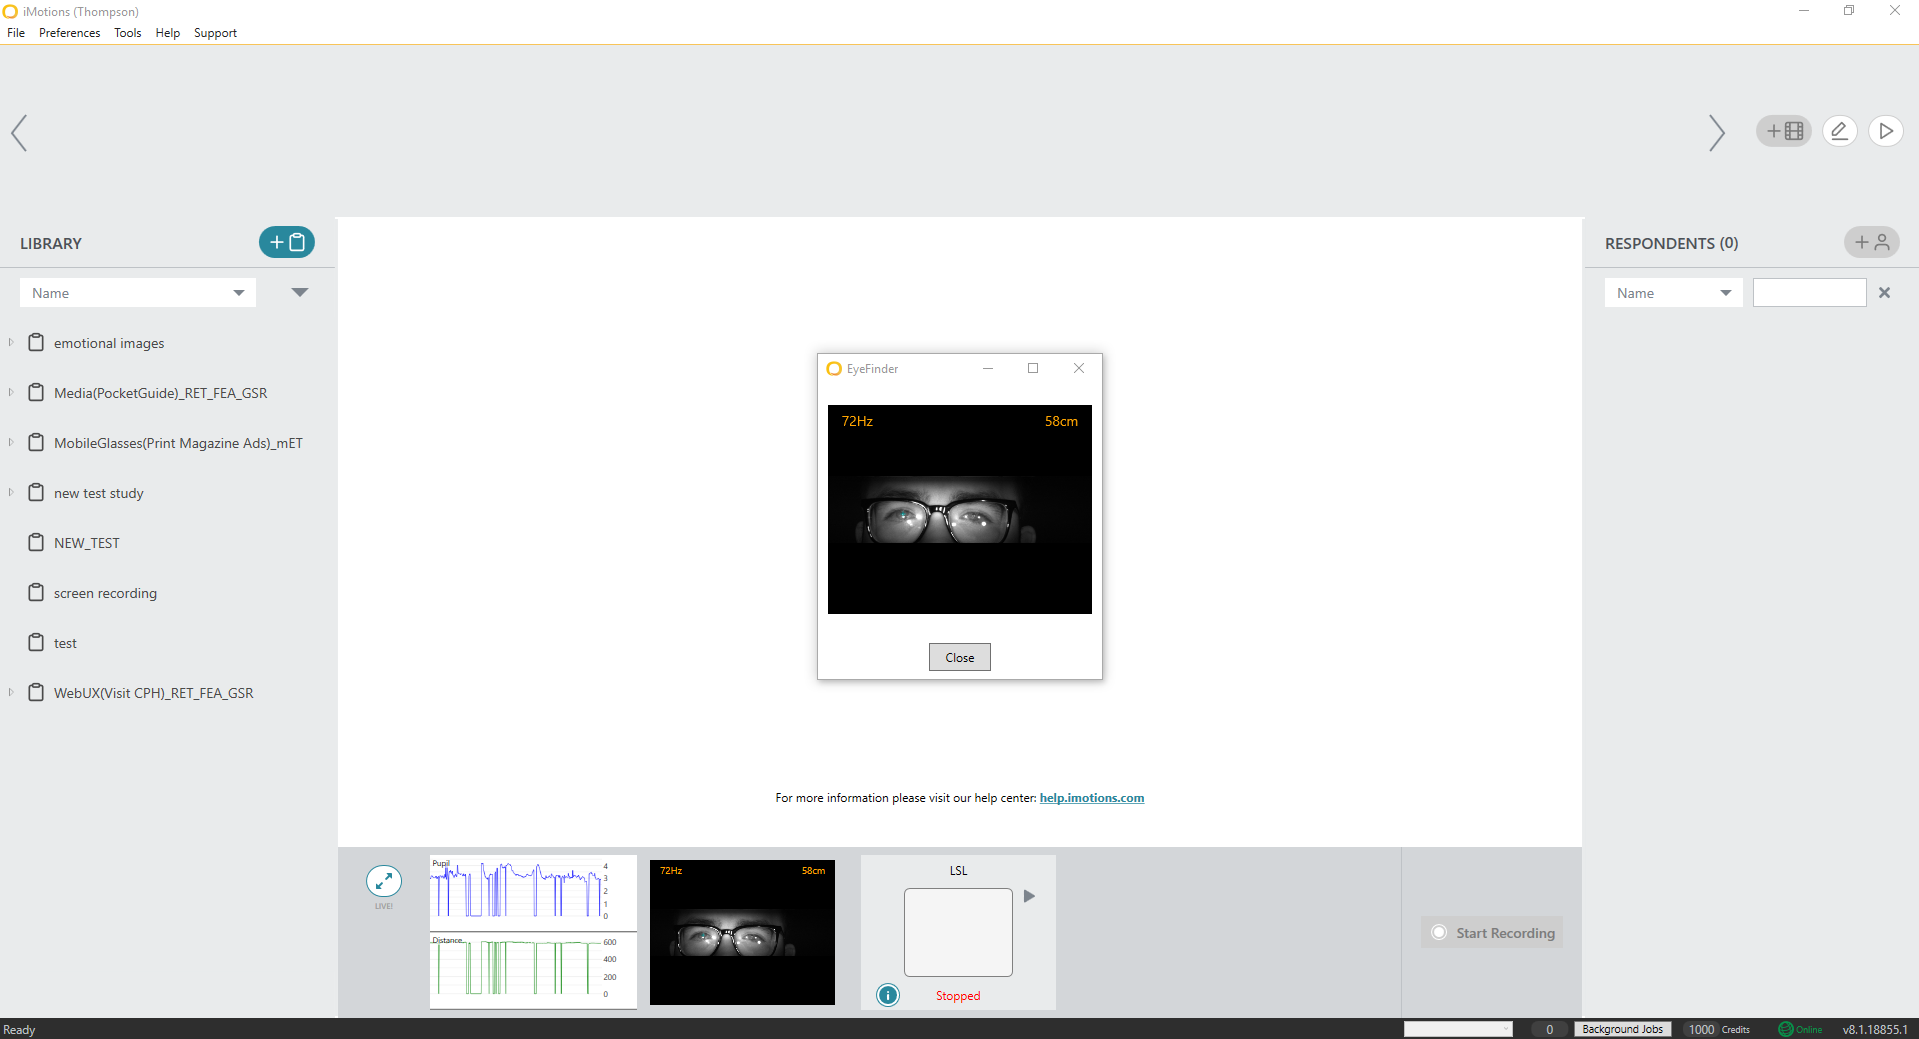 iMotions (Thompson)
File Preferences Tools Help Support
LIBRARY
Name
emotional images
Media(PocketGuide)_RET_FEA_GSR
MobileGlasses(Print Magazine Ads)_mET
new test study
NEW_TEST
screen recording
test
WebUX(Visit CPH)_RET_FEA_GSR
EyeFinder
72Hz 58cm
Close
For more information please visit our help center: help.imotions.com
RESPONDENTS (0)
Name
LIVE!
Pupil
4
3
2
1
0
Distance
600
400
200
0
72Hz 58cm
LSL
Stopped
Start Recording
Ready
0 Background Jobs 1000 Credits Online v8.1.18855.1